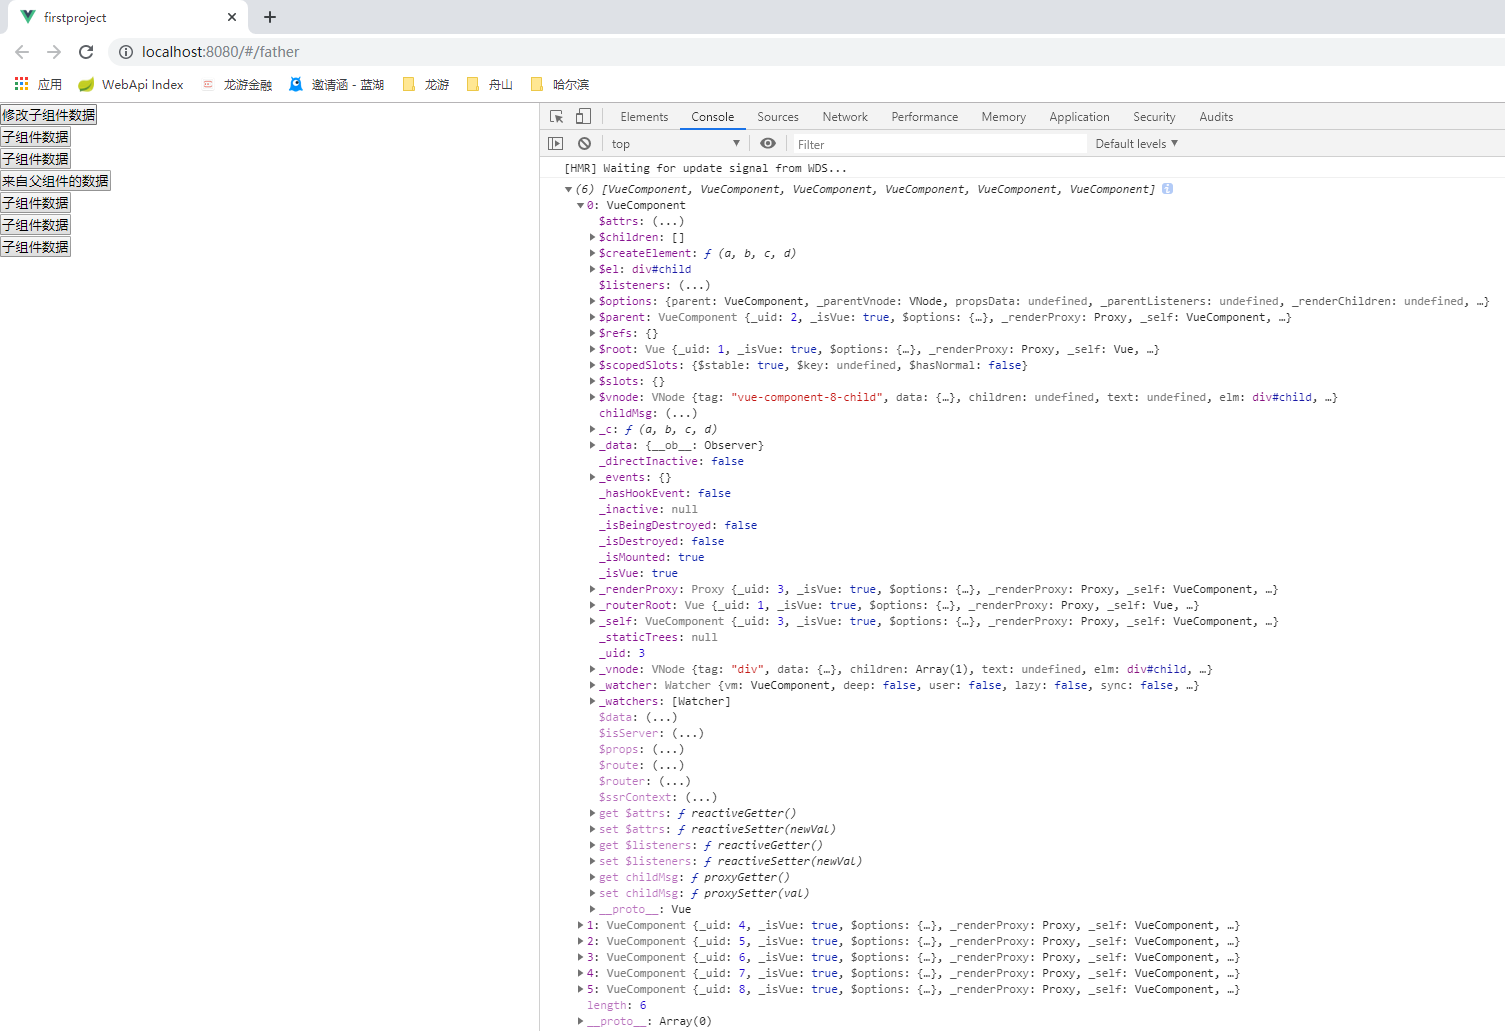 firstproject
localhost:8080/#/father
应用 WebApi Index 龙游金融 邀请涵 - 蓝湖 龙游 舟山 哈尔滨
修改子组件数据
子组件数据
子组件数据
来自父组件的数据
子组件数据
子组件数据
子组件数据
Elements Console Sources Network Performance Memory Application Security Audits
top Filter Default levels
[HMR] Waiting for update signal from WDS...
(6) [VueComponent, VueComponent, VueComponent, VueComponent, VueComponent, VueComponent]
0: VueComponent
$attrs: (...)
$children: []
$createElement: ƒ (a, b, c, d)
$el: div#child
$listeners: (...)
$options: {parent: VueComponent, _parentVnode: VNode, propsData: undefined, _parentListeners: undefined, _renderChildren: undefined, …}
$parent: VueComponent {_uid: 2, _isVue: true, $options: {…}, _renderProxy: Proxy, _self: VueComponent, …}
$refs: {}
$root: Vue {_uid: 1, _isVue: true, $options: {…}, _renderProxy: Proxy, _self: Vue, …}
$scopedSlots: {$stable: true, $key: undefined, $hasNormal: false}
$slots: {}
$vnode: VNode {tag: "vue-component-8-child", data: {…}, children: undefined, text: undefined, elm: div#child, …}
childMsg: (...)
_c: ƒ (a, b, c, d)
_data: {__ob__: Observer}
_directInactive: false
_events: {}
_hasHookEvent: false
_inactive: null
_isBeingDestroyed: false
_isDestroyed: false
_isMounted: true
_isVue: true
_renderProxy: Proxy {_uid: 3, _isVue: true, $options: {…}, _renderProxy: Proxy, _self: VueComponent, …}
_routerRoot: Vue {_uid: 1, _isVue: true, $options: {…}, _renderProxy: Proxy, _self: Vue, …}
_self: VueComponent {_uid: 3, _isVue: true, $options: {…}, _renderProxy: Proxy, _self: VueComponent, …}
_staticTrees: null
_uid: 3
_vnode: VNode {tag: "div", data: {…}, children: Array(1), text: undefined, elm: div#child, …}
_watcher: Watcher {vm: VueComponent, deep: false, user: false, lazy: false, sync: false, …}
_watchers: [Watcher]
$data: (...)
$isServer: (...)
$props: (...)
$route: (...)
$router: (...)
$ssrContext: (...)
get $attrs: ƒ reactiveGetter()
set $attrs: ƒ reactiveSetter(newVal)
get $listeners: ƒ reactiveGetter()
set $listeners: ƒ reactiveSetter(newVal)
get childMsg: ƒ proxyGetter()
set childMsg: ƒ proxySetter(val)
__proto__: Vue
1: VueComponent {_uid: 4, _isVue: true, $options: {…}, _renderProxy: Proxy, _self: VueComponent, …}
2: VueComponent {_uid: 5, _isVue: true, $options: {…}, _renderProxy: Proxy, _self: VueComponent, …}
3: VueComponent {_uid: 6, _isVue: true, $options: {…}, _renderProxy: Proxy, _self: VueComponent, …}
4: VueComponent {_uid: 7, _isVue: true, $options: {…}, _renderProxy: Proxy, _self: VueComponent, …}
5: VueComponent {_uid: 8, _isVue: true, $options: {…}, _renderProxy: Proxy, _self: VueComponent, …}
length: 6
__proto__: Array(0)